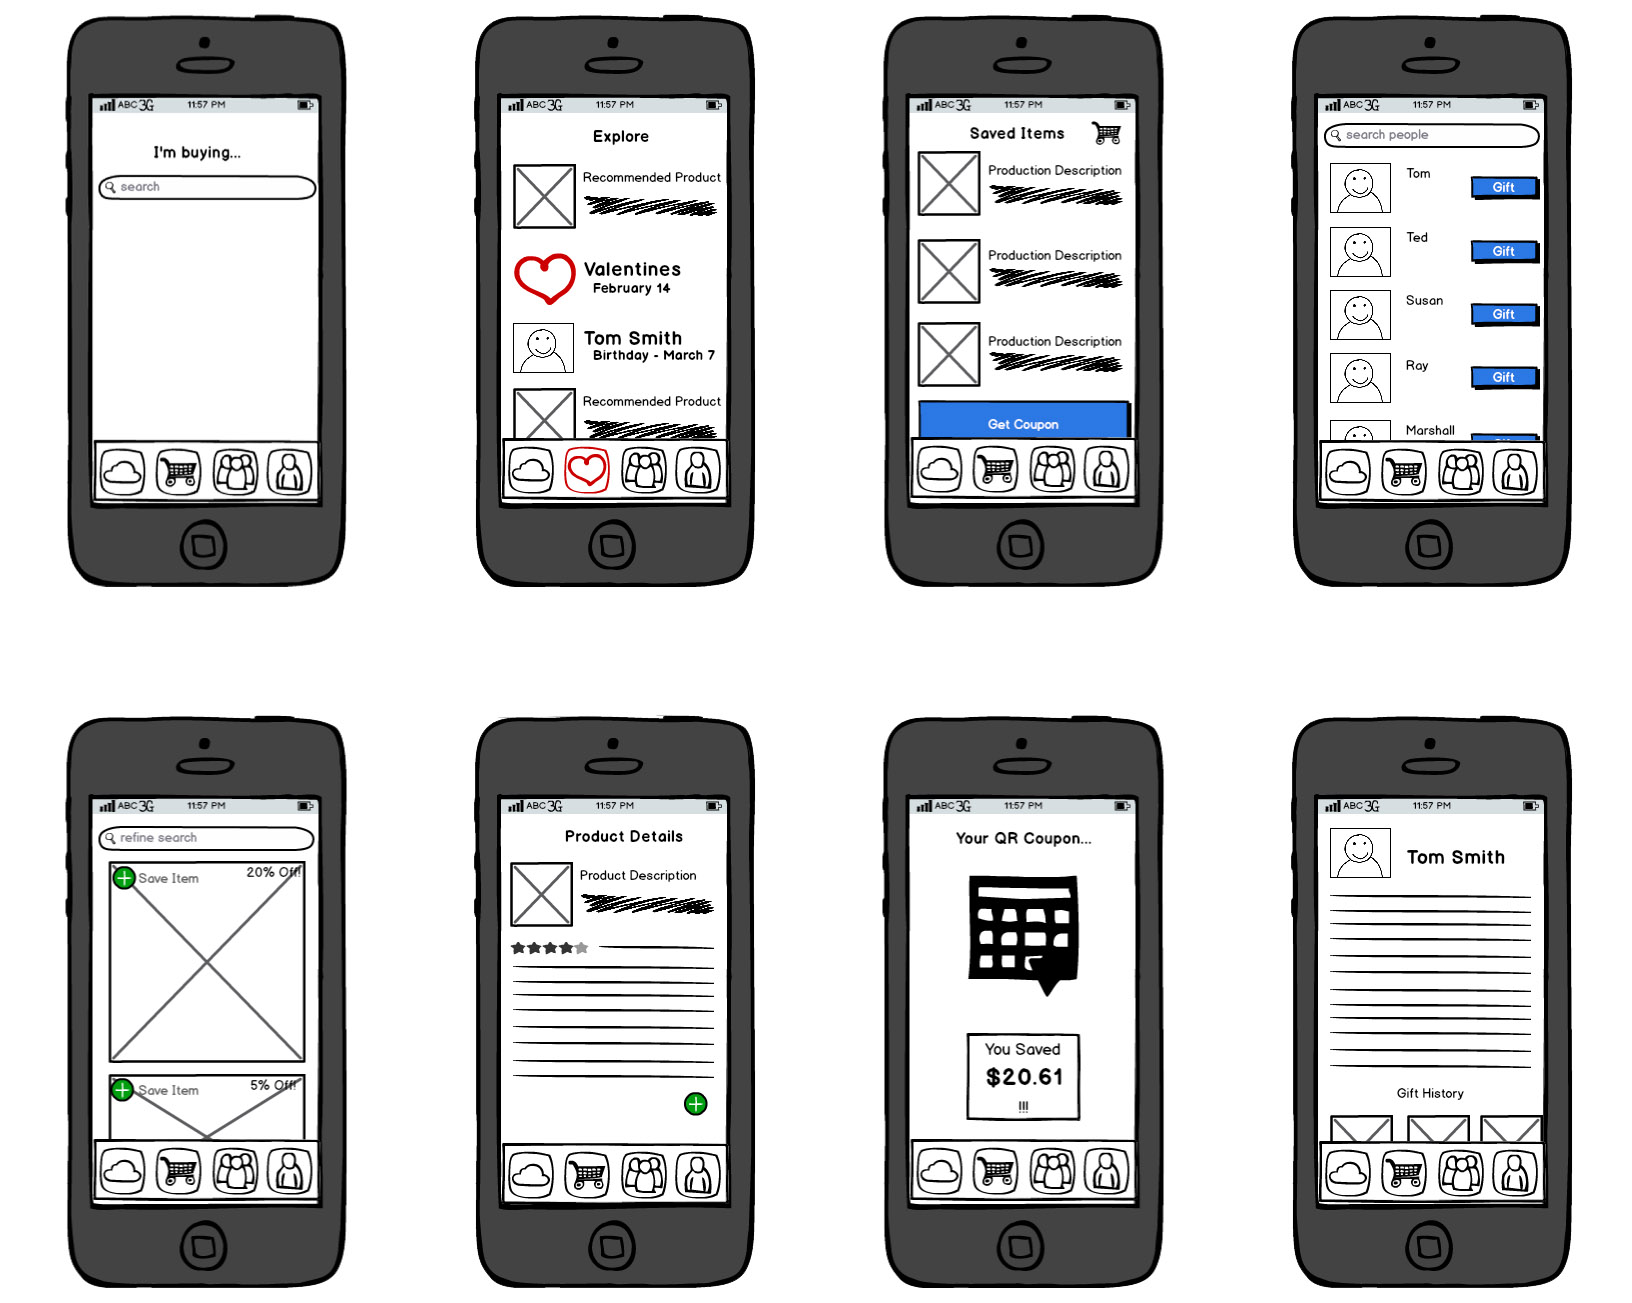 ABC 3G 11:57 PM
I'm buying...
search
ABC 3G 11:57 PM
Explore
Recommended Product
Valentines
February 14
Tom Smith
Birthday - March 7
Recommended Product
ABC 3G 11:57 PM
Saved Items
Production Description
Production Description
Production Description
Get Coupon
ABC 3G 11:57 PM
search people
Tom
Gift
Ted
Gift
Susan
Gift
Ray
Gift
Marshall
ABC 3G 11:57 PM
refine search
Save Item
20% Off!
Save Item
5% Off!
ABC 3G 11:57 PM
Product Details
Product Description
ABC 3G 11:57 PM
Your QR Coupon...
You Saved
$20.61
!!!
ABC 3G 11:57 PM
Tom Smith
Gift History